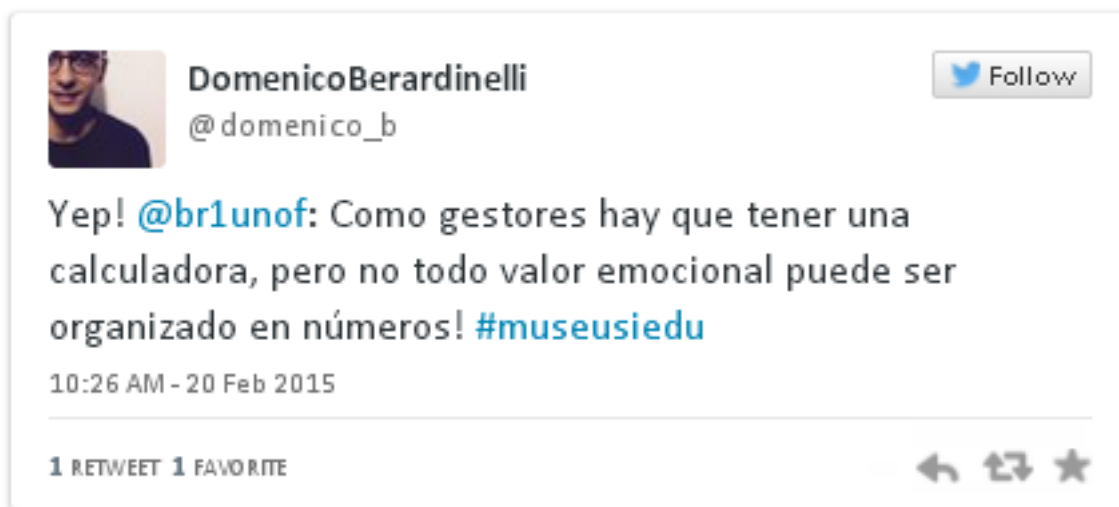 DomenicoBerardinelli
@domenico_b
Follow
Yep! @br1unof: Como gestores hay que tener una
calculadora, pero no todo valor emocional puede ser
organizado en números! #museusiedu
10:26 AM - 20 Feb 2015
1 RETWEET 1 FAVORITE